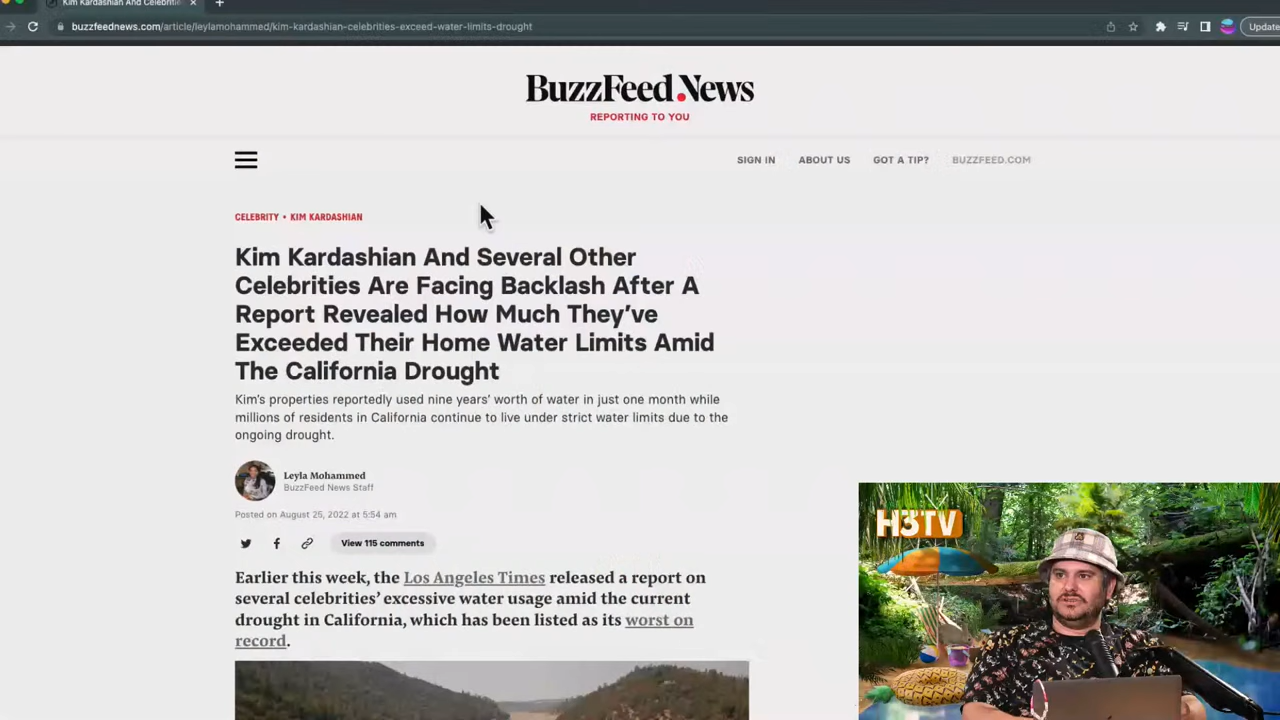 Kim Kardashian And Celebritie
buzzfeednews.com/article/leylamohammed/kim-kardashian-celebrities-exceed-water-limits-drought
Update
BuzzFeed.News
REPORTING TO YOU
SIGN IN ABOUT US GOT A TIP? BUZZFEED.COM
CELEBRITY • KIM KARDASHIAN
Kim Kardashian And Several Other
Celebrities Are Facing Backlash After A
Report Revealed How Much They’ve
Exceeded Their Home Water Limits Amid
The California Drought
Kim's properties reportedly used nine years' worth of water in just one month while
millions of residents in California continue to live under strict water limits due to the
ongoing drought.
Leyla Mohammed
BuzzFeed News Staff
Posted on August 25, 2022 at 5:54 am
View 115 comments
Earlier this week, the Los Angeles Times released a report on
several celebrities’ excessive water usage amid the current
drought in California, which has been listed as its worst on
record.
H3TV